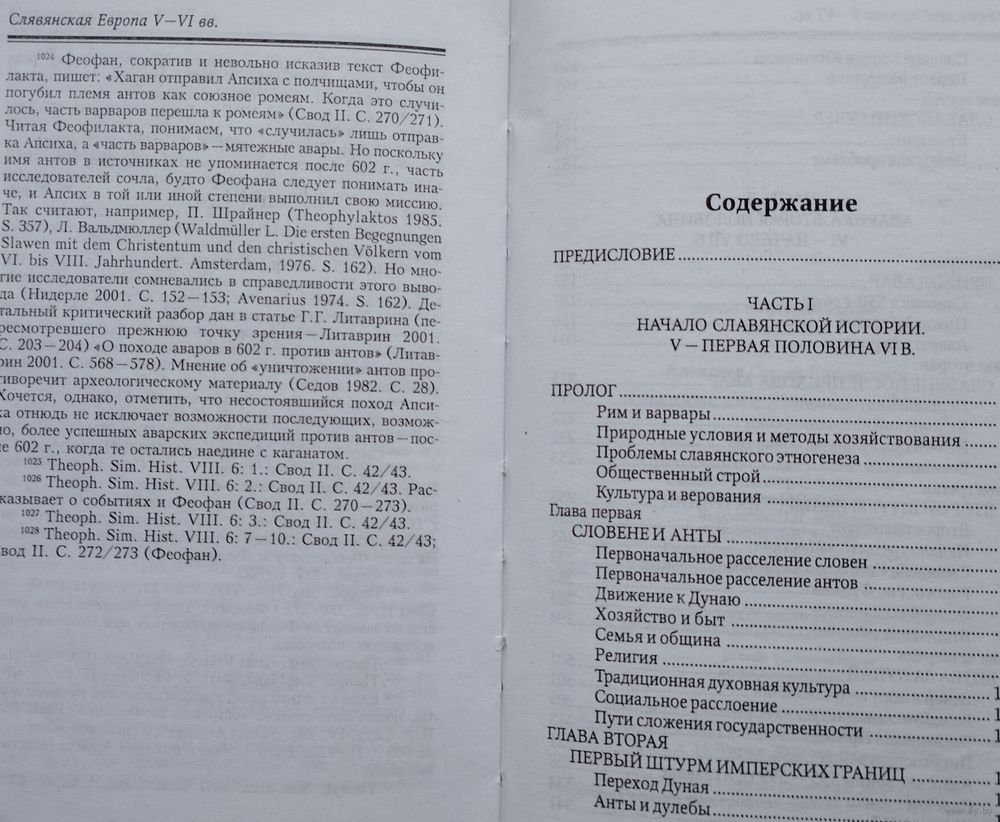 Слявянская Европа V—VI вв.
1024 Феофан, сократив и невольно исказив текст Феофи-
лакта, пишет: «Хаган отправил Апсиха с полчищами, чтобы он
погубил племя антов как союзное ромеям. Когда это случи-
лось, часть варваров перешла к ромеям» (Свод II. С. 270/271).
Читая Феофилакта, понимаем, что «случилась» лишь отправ-
ка Апсиха, а «часть варваров»—мятежные авары. Но поскольку
имя антов в источниках не упоминается после 602 г., часть
исследователей сочла, будто Феофана следует понимать ина-
че, и Апсих в той или иной степени выполнил свою миссию.
Так считают, например, П. Шрайнер (Theophylaktos 1985.
S. 357), Л. Вальдмюллер (Waldmüller L. Die ersten Begegnungen
Slawen mit dem Christentum und den christischen Völkern vom
VI. bis VIII. Jahrhundert. Amsterdam, 1976. S. 162). Но мно-
гие исследователи сомневались в справедливости этого выво-
да (Нидерле 2001. С. 152—153; Avenarius 1974. S. 162). Де-
тальный критический разбор дан в статье Г.Г. Литаврина (пе-
ресмотревшего прежнюю точку зрения—Литаврин 2001.
С. 203—204) «О походе аваров в 602 г. против антов» (Литав-
рин 2001. С. 568—578). Мнение об «уничтожении» антов про-
тиворечит археологическому материалу (Седов 1982. С. 28).
Хочется, однако, отметить, что несостоявшийся поход Апси-
ха отнюдь не исключает возможности последующих, возмож-
но, более успешных аварских экспедиций против антов—пос-
ле 602 г., когда те остались наедине с каганатом.
1025 Theoph. Sim. Hist. VIII. 6: 1.: Свод II. С. 42/43.
1026 Theoph. Sim. Hist. VIII. 6: 2.: Свод II. С. 42/43. Рас-
сказывает о событиях и Феофан (Свод II. С. 270—273).
1027 Theoph. Sim. Hist. VIII. 6: 3.: Свод II. С. 42/43.
1028 Theoph. Sim. Hist. VIII. 6: 7—10.: Свод II. С. 42/43;
Свод II. С. 272/273 (Феофан).
Содержание
ПРЕДИСЛОВИЕ
ЧАСТЬ I
НАЧАЛО СЛАВЯНСКОЙ ИСТОРИИ.
V — ПЕРВАЯ ПОЛОВИНА VI В.
ПРОЛОГ
Рим и варвары
Природные условия и методы хозяйствования
Проблемы славянского этногенеза
Общественный строй
Культура и верования
Глава первая
СЛОВЕНЕ И АНТЫ
Первоначальное расселение словен
Первоначальное расселение антов
Движение к Дунаю
Хозяйство и быт
Семья и община
Религия
Традиционная духовная культура
Социальное расслоение
Пути сложения государственности
ГЛАВА ВТОРАЯ
ПЕРВЫЙ ШТУРМ ИМПЕРСКИХ ГРАНИЦ
Переход Дуная
Анты и дулебы